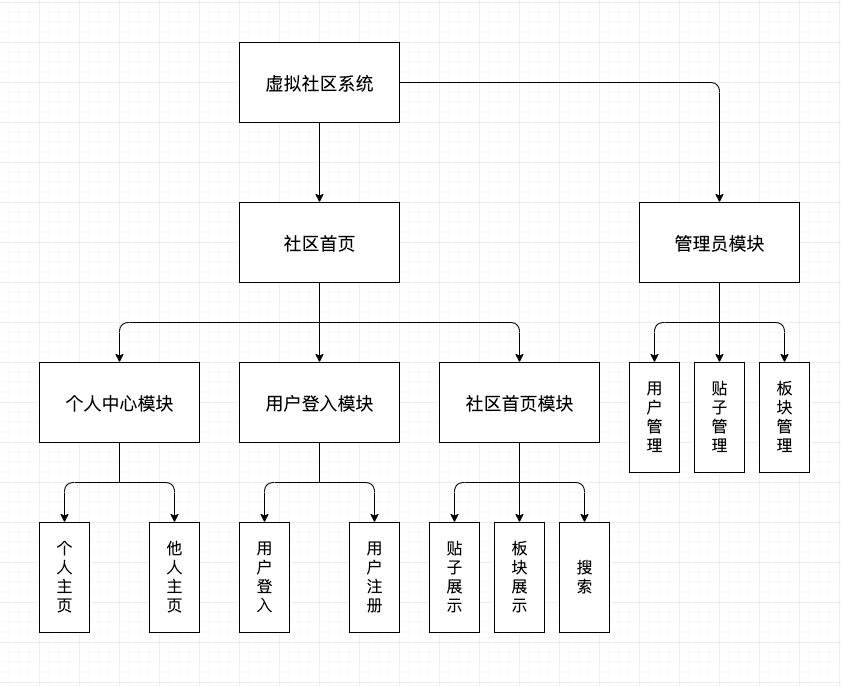 虚拟社区系统
社区首页
管理员模块
个人中心模块
用户登入模块
社区首页模块
用户管理
贴子管理
板块管理
个人主页
他人主页
用户登入
用户注册
贴子展示
板块展示
搜索